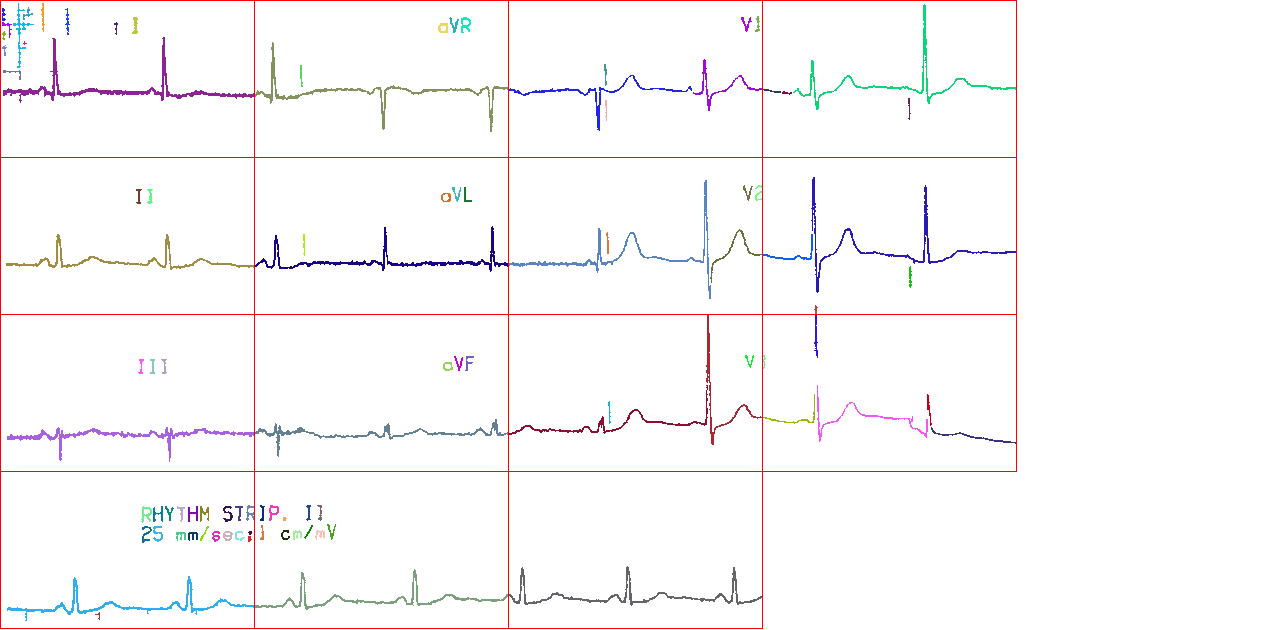 I aVR V1
II aVL V2
III aVF V3
RHYTHM STRIP. II
25 mm/sec;1 cm/mV